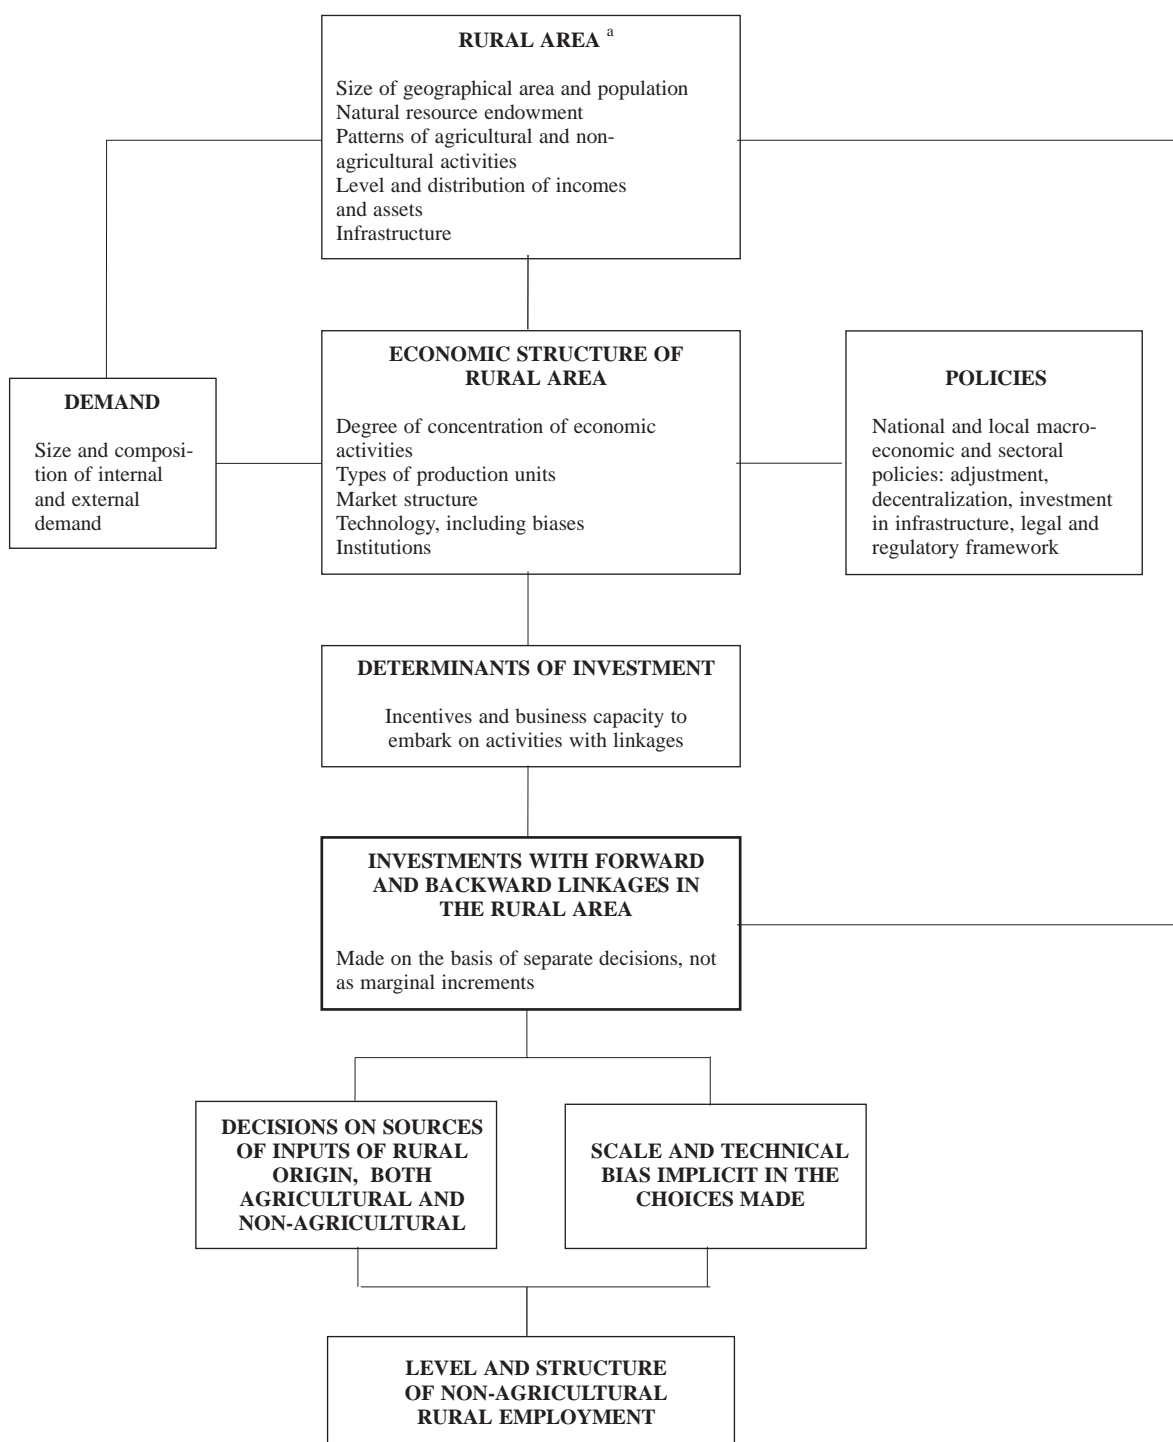 RURAL AREA a
Size of geographical area and population
Natural resource endowment
Patterns of agricultural and non-
agricultural activities
Level and distribution of incomes
and assets
Infrastructure
ECONOMIC STRUCTURE OF
RURAL AREA
Degree of concentration of economic
activities
Types of production units
Market structure
Technology, including biases
Institutions
DEMAND
Size and composi-
tion of internal
and external
demand
POLICIES
National and local macro-
economic and sectoral
policies: adjustment,
decentralization, investment
in infrastructure, legal and
regulatory framework
DETERMINANTS OF INVESTMENT
Incentives and business capacity to
embark on activities with linkages
INVESTMENTS WITH FORWARD
AND BACKWARD LINKAGES IN
THE RURAL AREA
Made on the basis of separate decisions, not
as marginal increments
DECISIONS ON SOURCES
OF INPUTS OF RURAL
ORIGIN, BOTH
AGRICULTURAL AND
NON-AGRICULTURAL
SCALE AND TECHNICAL
BIAS IMPLICIT IN THE
CHOICES MADE
LEVEL AND STRUCTURE
OF NON-AGRICULTURAL
RURAL EMPLOYMENT